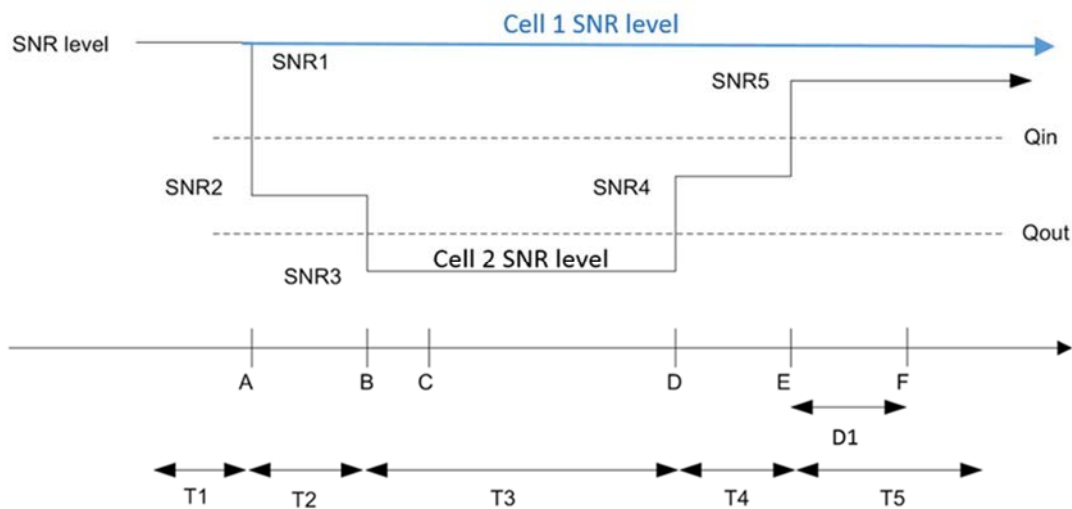 Cell 1 SNR level
SNR level
SNR1
SNR5
Qin
SNR2
SNR4
Qout
Cell 2 SNR level
SNR3
A B C D E F
D1
T1 T2 T3 T4 T5